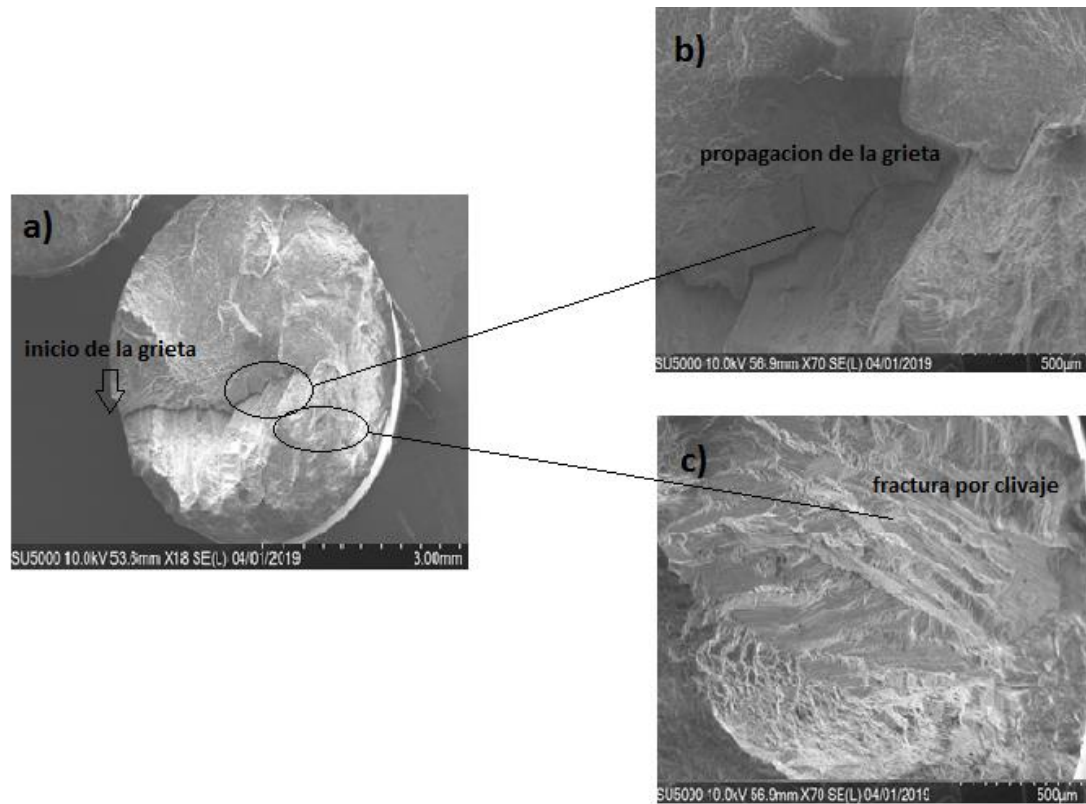 a)
inicio de la grieta
SU5000 10.0kV 53.6mm X18 SE(L) 04/01/2019 3.00mm
b)
propagacion de la grieta
SU5000 10.0kV 56.9mm X70 SE(L) 04/01/2019 500µm
c)
fractura por clivaje
SU5000 10.0kV 56.9mm X70 SE(L) 04/01/2019 500µm